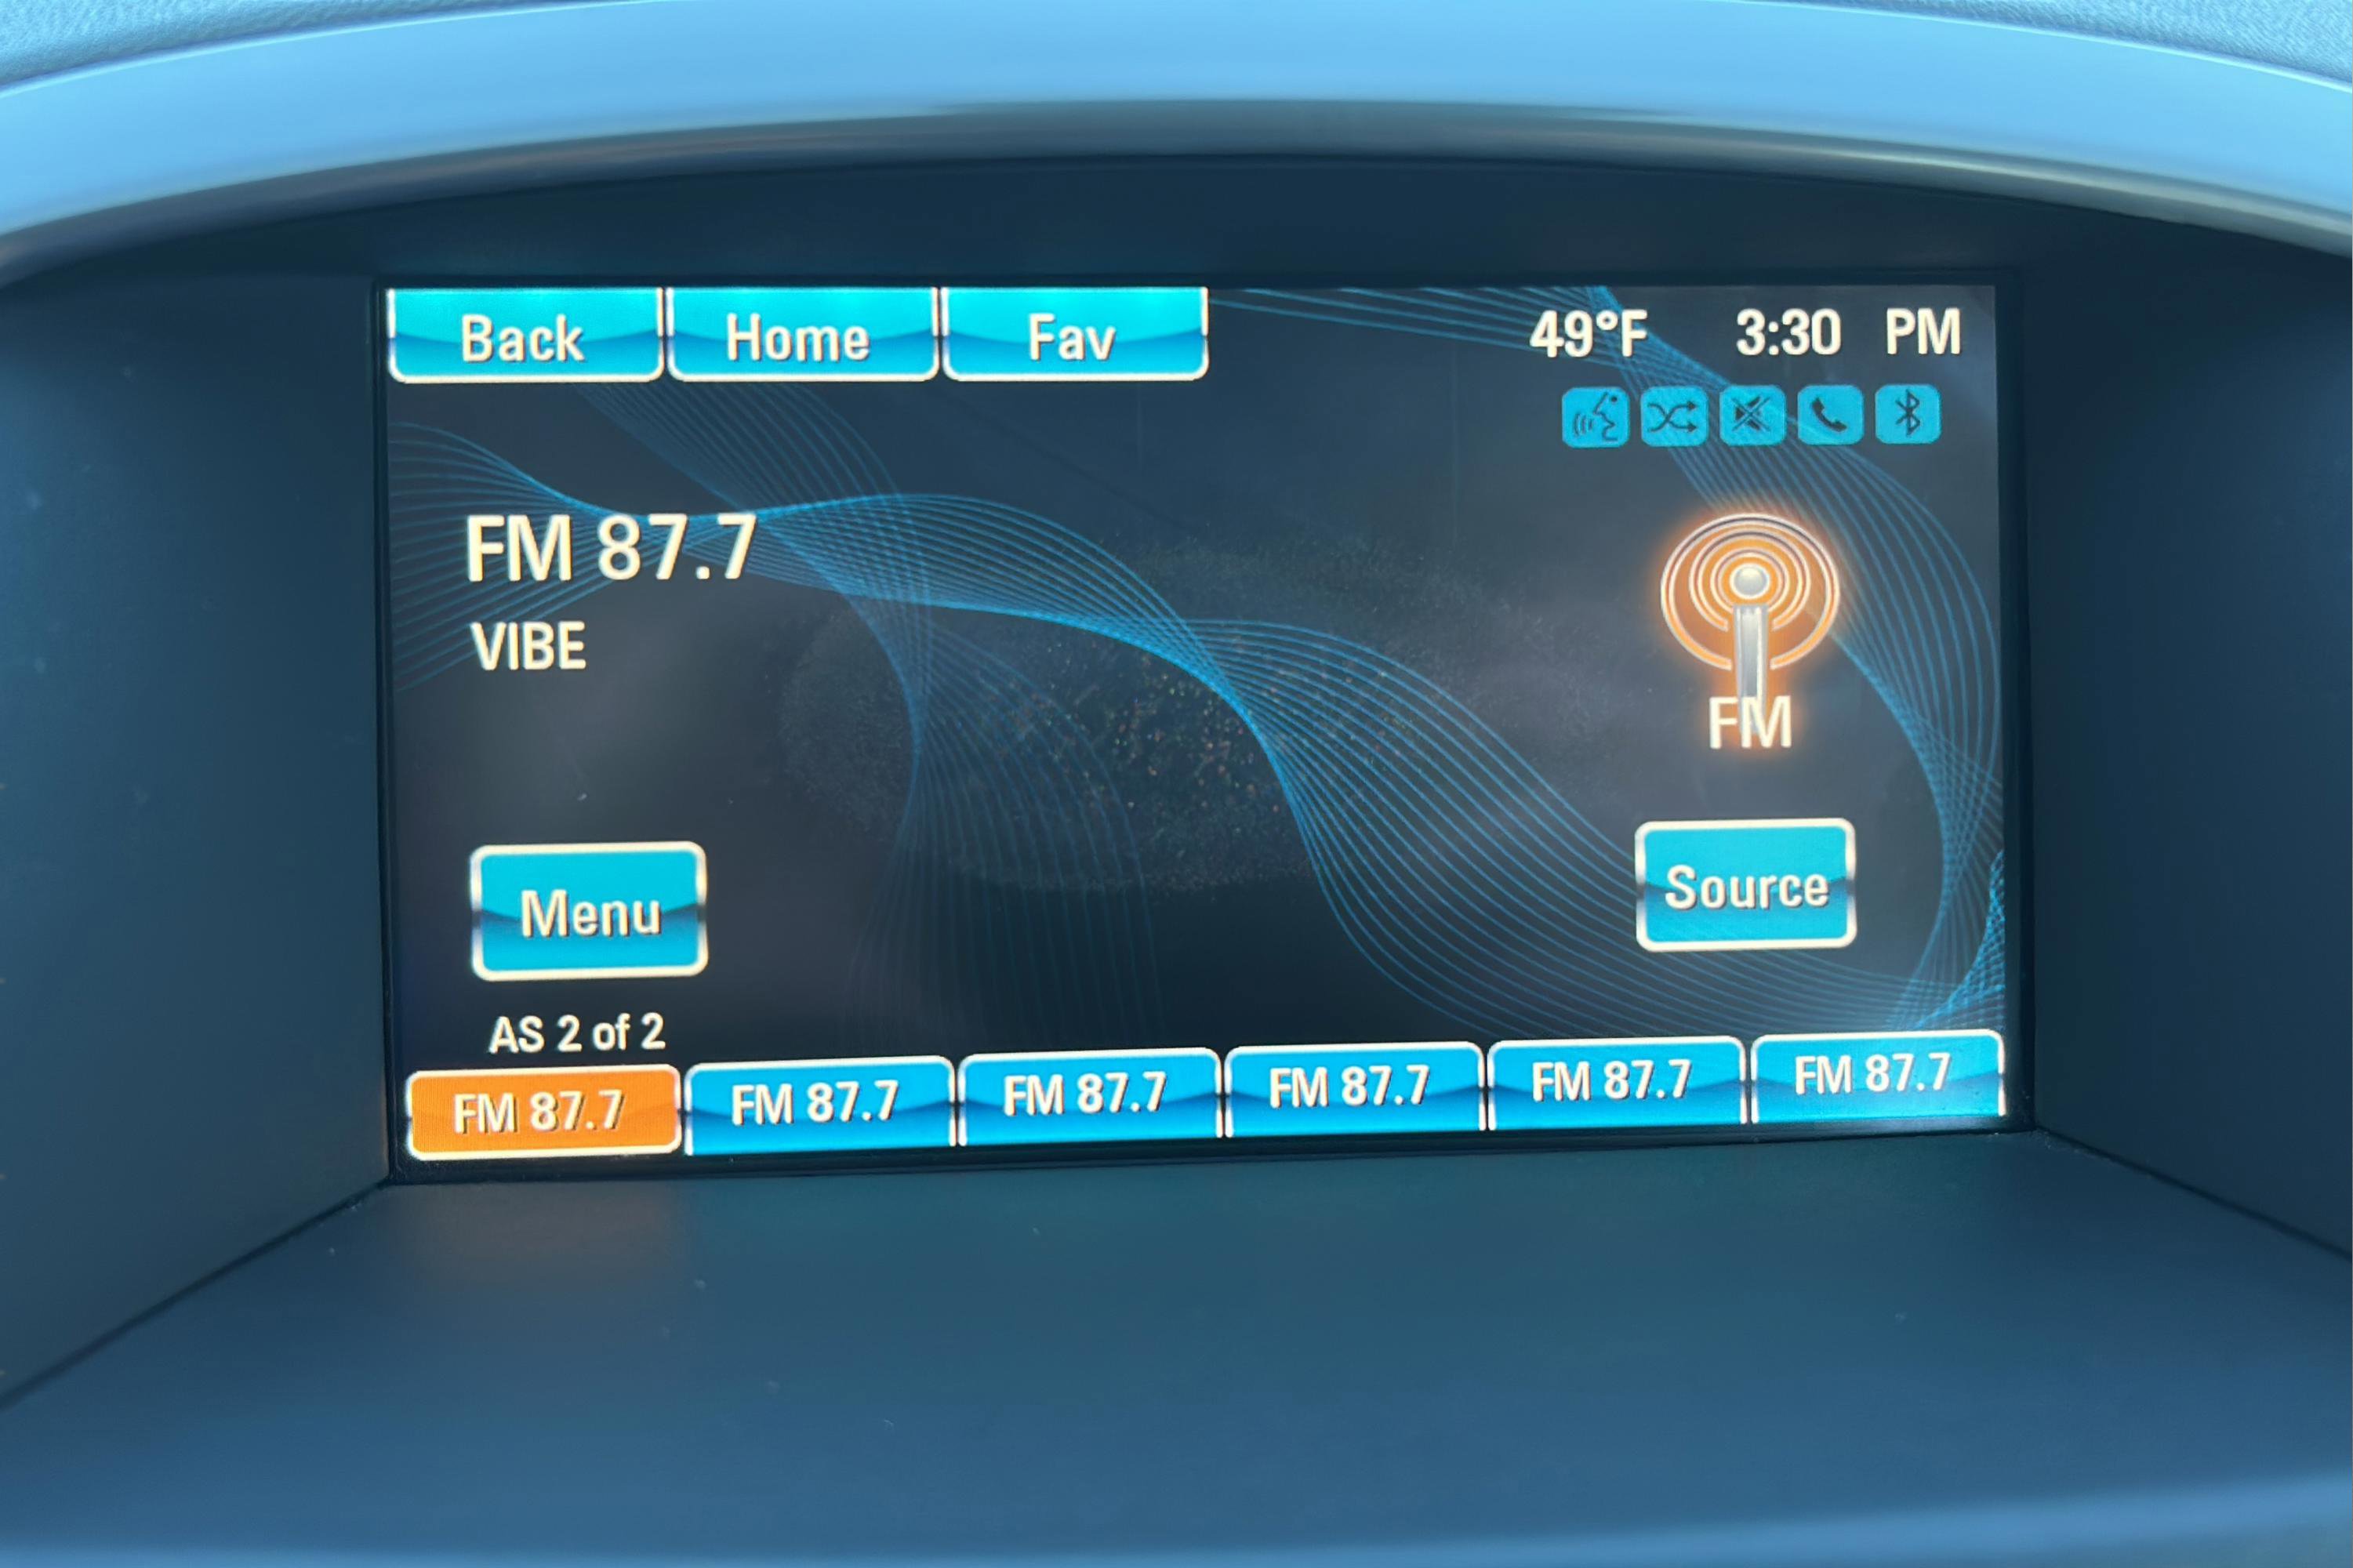 Back Home Fav 49°F 3:30 PM
FM 87.7
VIBE
FM
Menu
Source
AS 2 of 2
FM 87.7 FM 87.7 FM 87.7 FM 87.7 FM 87.7 FM 87.7